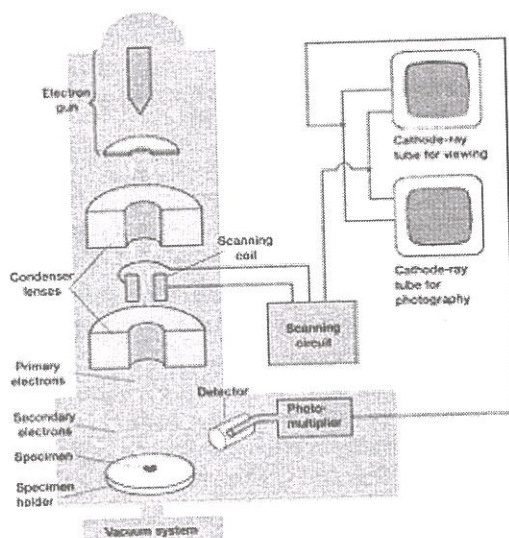 Electron
gun
Cathode-ray
tube for viewing
Scanning
coil
Condenser
lenses
Cathode-ray
tube for
photography
Scanning
circuit
Primary
electrons
Detector
Photo-
multiplier
Secondary
electrons
Specimen
Specimen
holder
Vacuum system